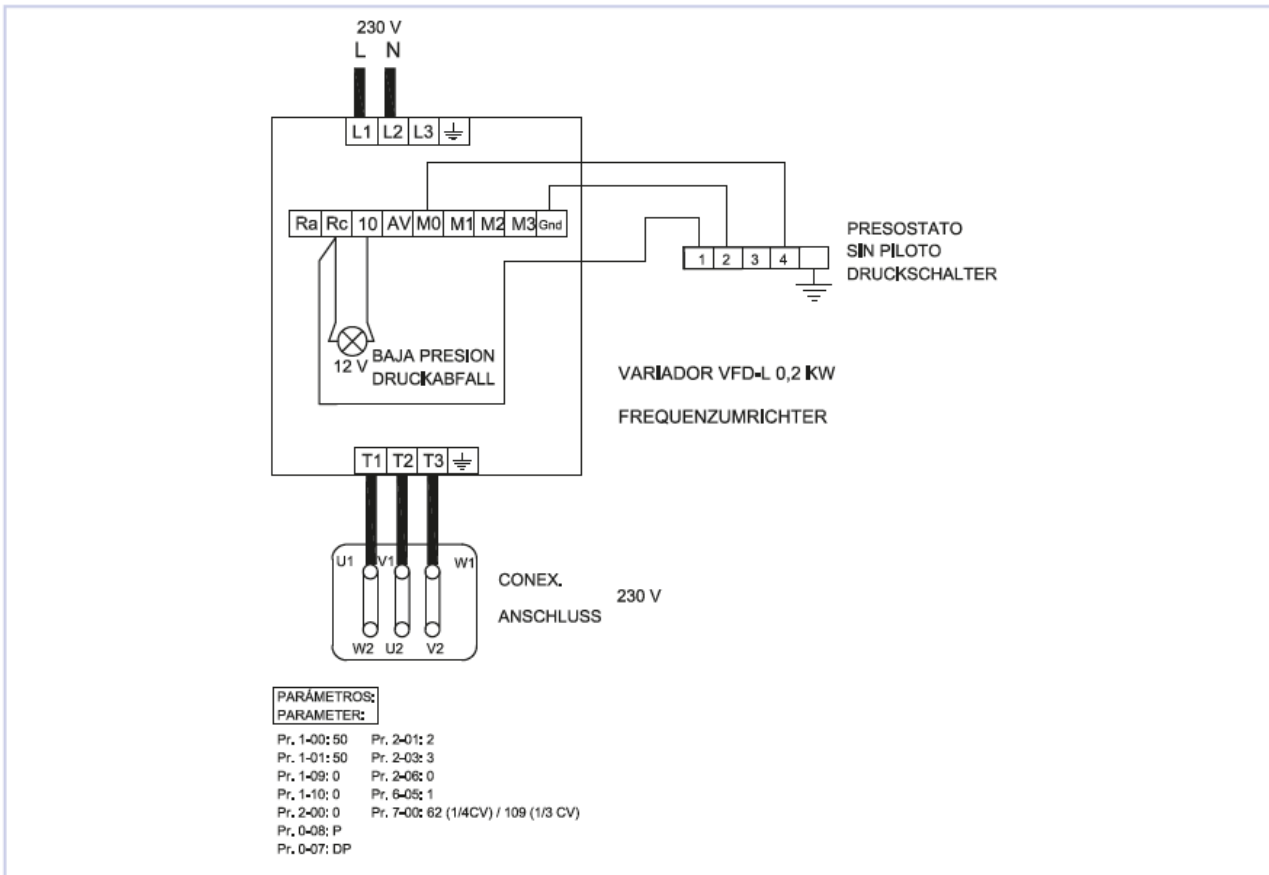 230 V
L N
L1 L2 L3
Ra Rc 10 AV M0 M1 M2 M3 Gnd
1 2 3 4
PRESOSTATO
SIN PILOTO
DRUCKSCHALTER
12 V
BAJA PRESION
DRUCKABFALL
VARIADOR VFD-L 0,2 KW
FREQUENZUMRICHTER
T1 T2 T3
U1 V1 W1
W2 U2 V2
CONEX.
ANSCHLUSS
230 V
PARÁMETROS:
PARAMETER:
Pr. 1-00: 50 Pr. 2-01: 2
Pr. 1-01: 50 Pr. 2-03: 3
Pr. 1-09: 0 Pr. 2-06: 0
Pr. 1-10: 0 Pr. 6-05: 1
Pr. 2-00: 0 Pr. 7-00: 62 (1/4CV) / 109 (1/3 CV)
Pr. 0-08: P
Pr. 0-07: DP